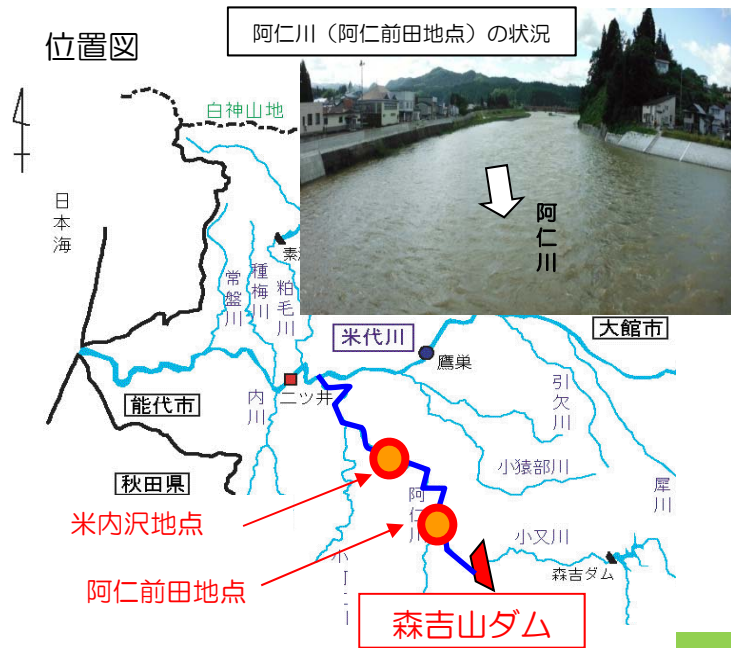 位置図
阿仁川（阿仁前田地点）の状況
白神山地
日本海
素
常盤川
種梅川
粕毛川
阿仁川
米代川
大館市
鷹巣
二ツ井
能代市
内川
引欠川
小猿部川
犀川
秋田県
米内沢地点
阿仁川
小又川
森吉ダム
阿仁前田地点
森吉山ダム